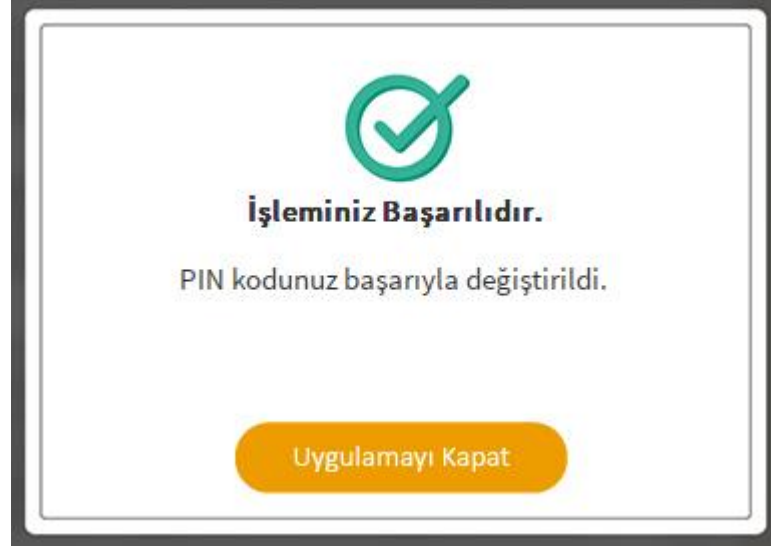 İşleminiz Başarılıdır.
PIN kodunuz başarıyla değiştirildi.
Uygulamayı Kapat